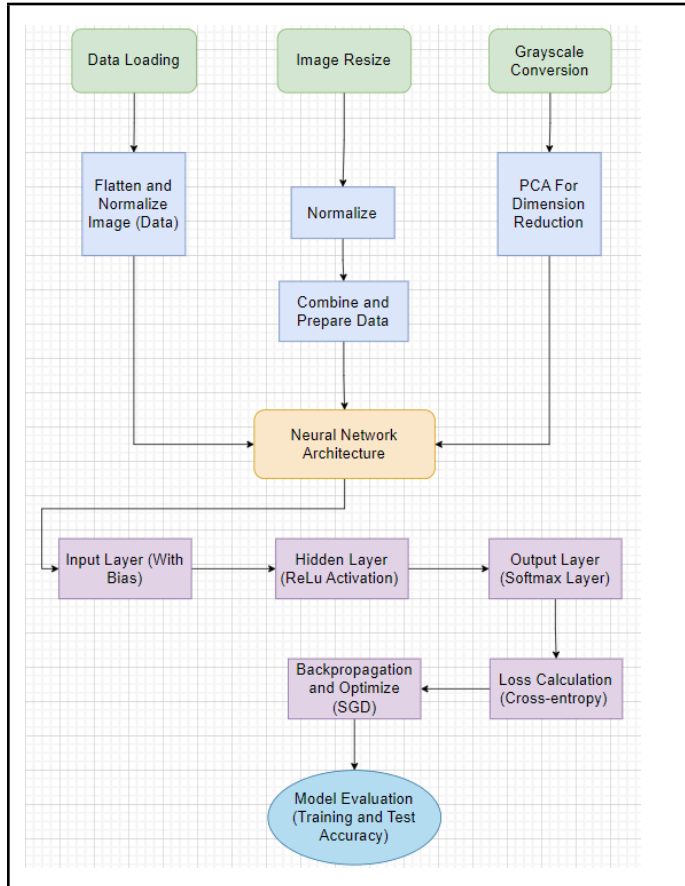 Data Loading
Image Resize
Grayscale
Conversion
Flatten and
Normalize
Image (Data)
Normalize
PCA For
Dimension
Reduction
Combine and
Prepare Data
Neural Network
Architecture
Input Layer (With
Bias)
Hidden Layer
(ReLu Activation)
Output Layer
(Softmax Layer)
Loss Calculation
(Cross-entropy)
Backpropagation
and Optimize
(SGD)
Model Evaluation
(Training and Test
Accuracy)